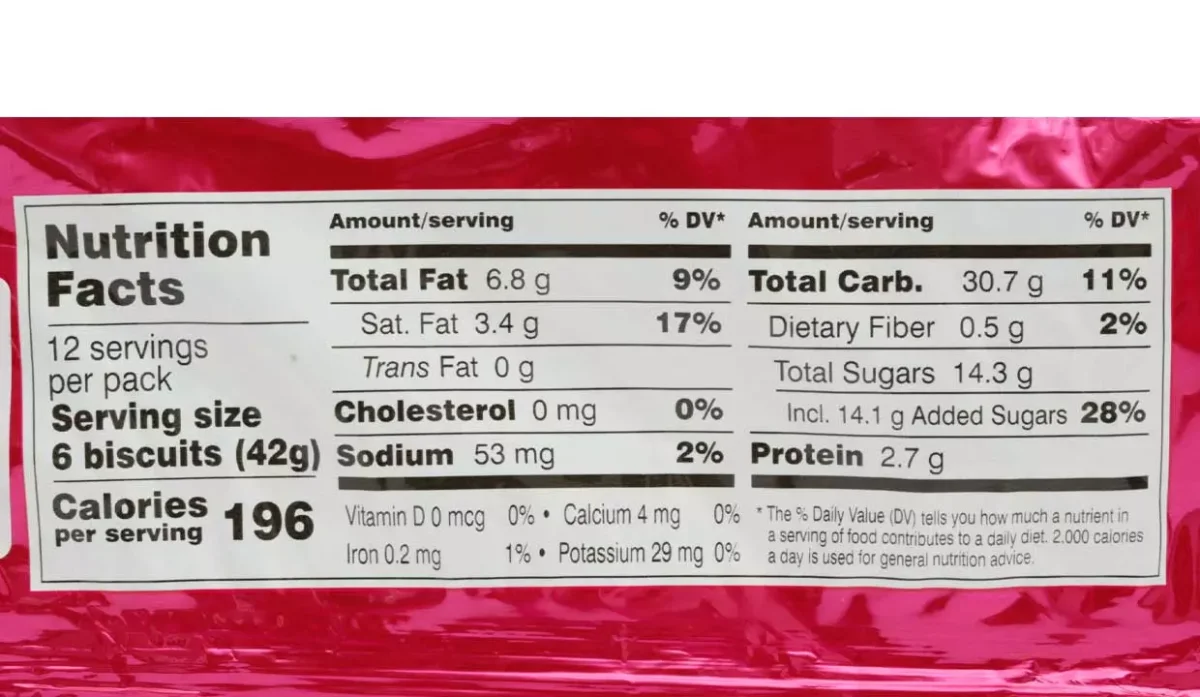 Nutrition
Facts
12 servings
per pack
Serving size
6 biscuits (42g)
Calories
per serving 196
Amount/serving % DV*
Total Fat 6.8 g 9%
Sat. Fat 3.4 g 17%
Trans Fat 0 g
Cholesterol 0 mg 0%
Sodium 53 mg 2%
Amount/serving % DV*
Total Carb. 30.7 g 11%
Dietary Fiber 0.5 g 2%
Total Sugars 14.3 g
Incl. 14.1 g Added Sugars 28%
Protein 2.7 g
Vitamin D 0 mcg 0% • Calcium 4 mg 0%
Iron 0.2 mg 1% • Potassium 29 mg 0%
* The % Daily Value (DV) tells you how much a nutrient in
a serving of food contributes to a daily diet. 2.000 calories
a day is used for general nutrition advice.